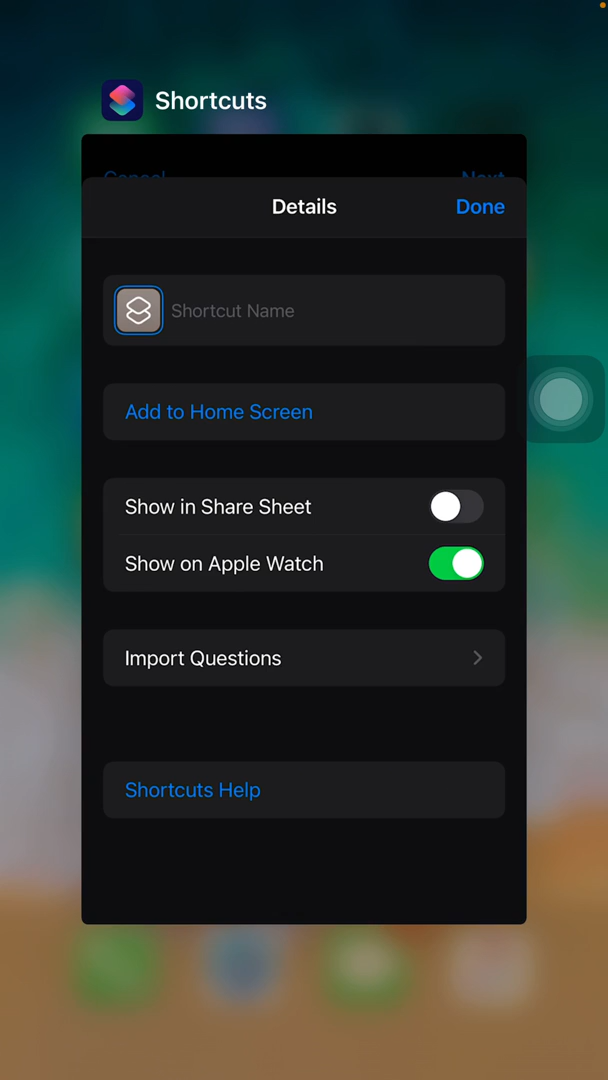 Shortcuts
Cancel Next
Details Done
Shortcut Name
Add to Home Screen
Show in Share Sheet
Show on Apple Watch
Import Questions
Shortcuts Help